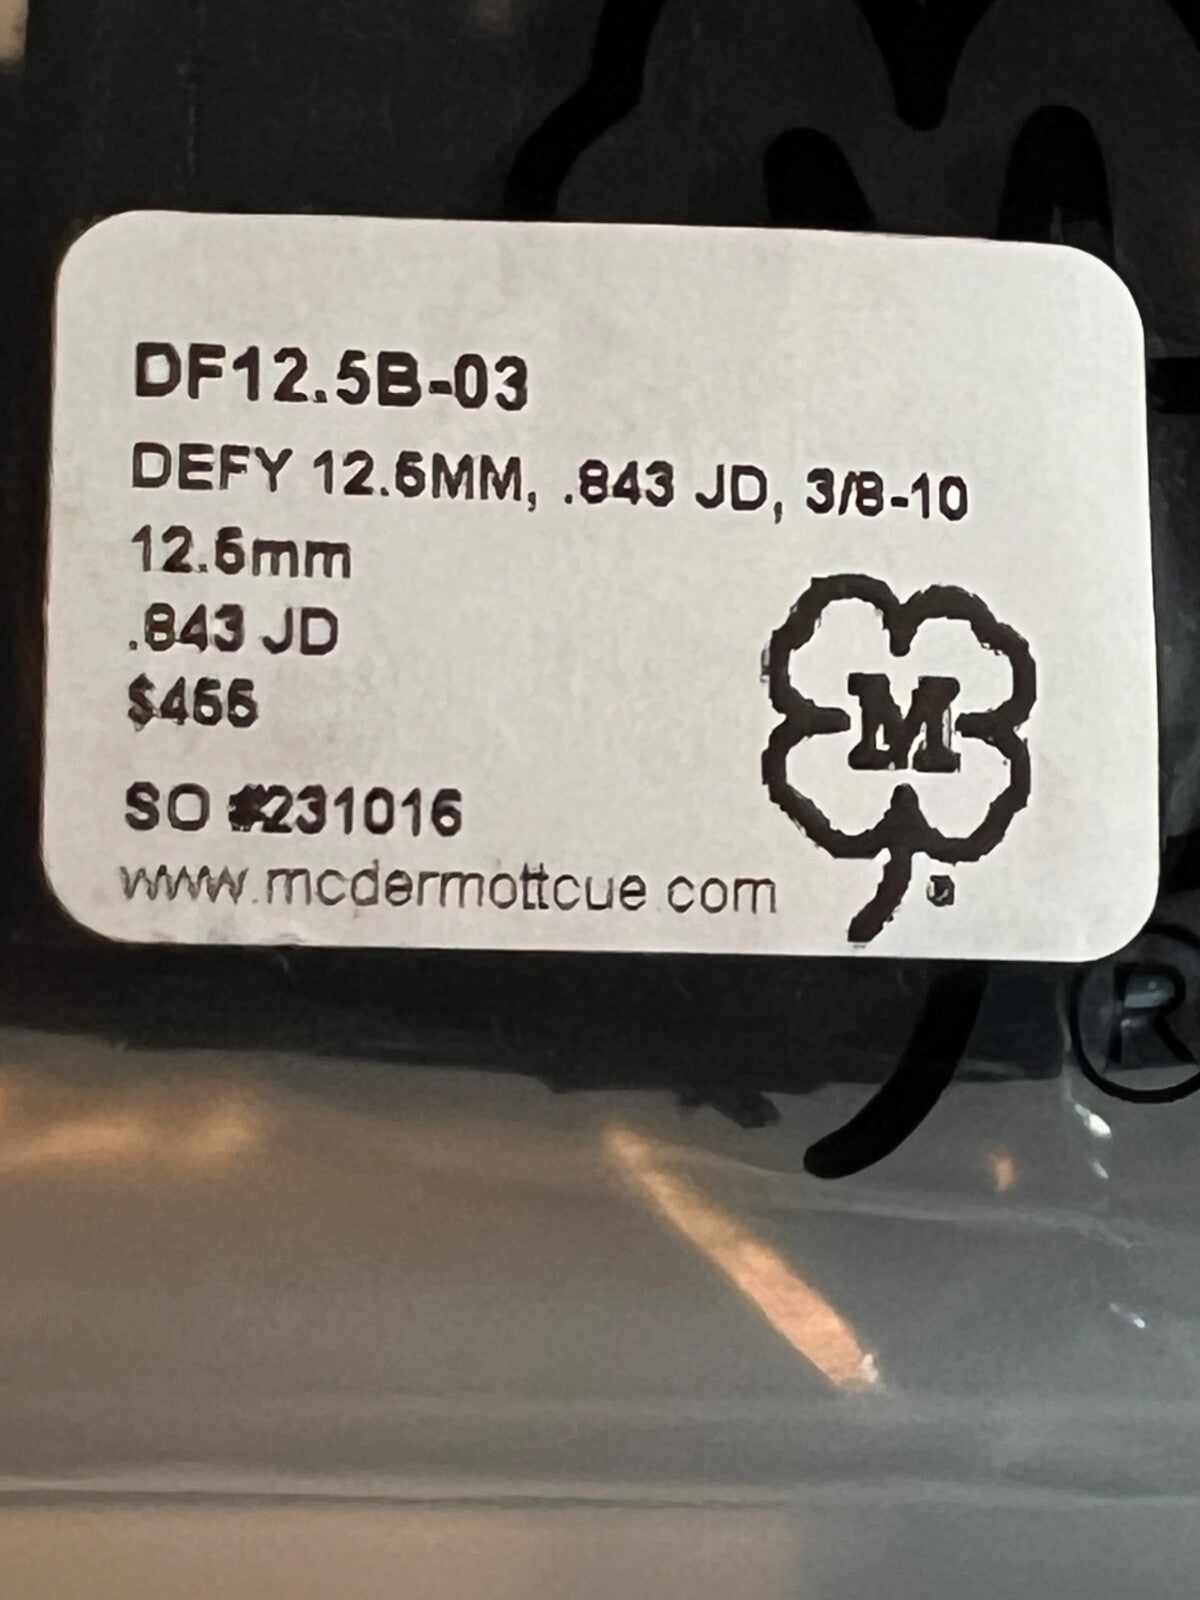 DF12.5B-03
DEFY 12.5MM, .843 JD, 3/8-10
12.5mm
.843 JD
$455
SO #231016
www.mcdermottcue.com
M
R